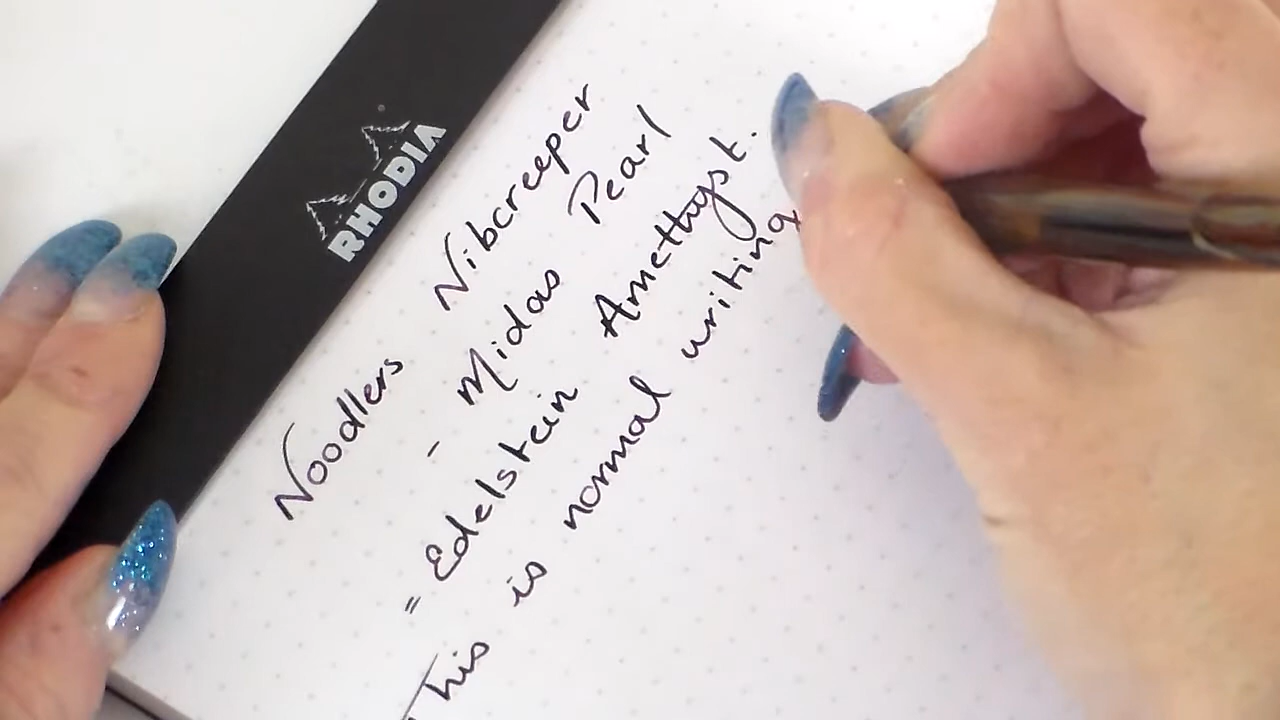 RHODIA
Noodlers Nibcreeper
- Midas Pearl
= Edelstein Amethyst.
This is normal writing